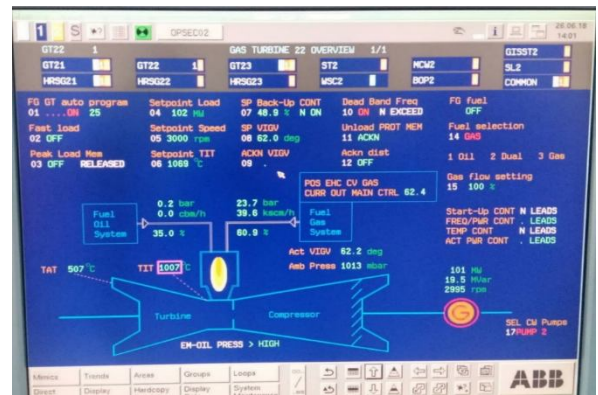 1 S OPSEC02 i 26.06.18
14:01
GT22 1 GAS TURBINE 22 OVERVIEW 1/1 GISST2
GT21 GT22 GT23 ST2 MCW2 SL2
HRSG21 HRSG22 HRSG23 WSC2 BOP2 COMMON
FG GT auto program Setpoint Load SP Back-Up CONT Dead Band Freq FG fuel
01 ....ON 25 04 102 MW 07 48.9 % N ON 10 ON N EXCEED OFF
Fast load Setpoint Speed SP VIGV Unload PROT MEM Fuel selection
02 OFF 05 3000 rpm 08 62.0 deg 11 ACKN 14 GAS
Peak Load Mem Setpoint TIT ACKN VIGV Ackn dist 1 Oil 2 Dual 3 Gas
03 OFF RELEASED 06 1069 °C 09 . 12 OFF
Gas flow setting
POS EHC CV GAS 15 100 %
CURR OUT MAIN CTRL 62.4
0.2 bar 23.7 bar
0.0 cbm/h 39.6 kscm/h
Fuel Oil System 35.0 % 60.9 % Fuel Gas System
Start-Up CONT N LEADS
FREQ/PWR CONT . LEADS
TEMP CONT N LEADS
ACT PWR CONT . LEADS
Act VIGV 62.2 deg
TAT 507 °C TIT 1007 °C Amb Press 1013 mbar
101 MW
19.5 MVar
2995 rpm
Turbine Compressor G
SEL CW Pumps
17 PUMP 2
EM-OIL PRESS > HIGH
Mimics Trends Areas Groups Loops
Direct Display Hardcopy Display System
ABB